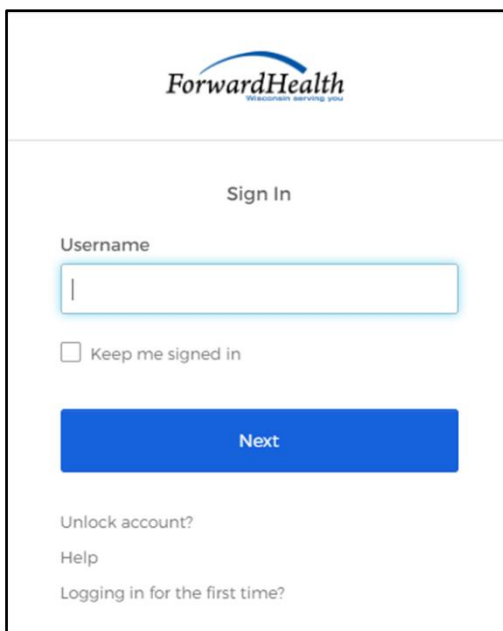 ForwardHealth
Wisconsin serving you
Sign In
Username
Keep me signed in
Next
Unlock account?
Help
Logging in for the first time?